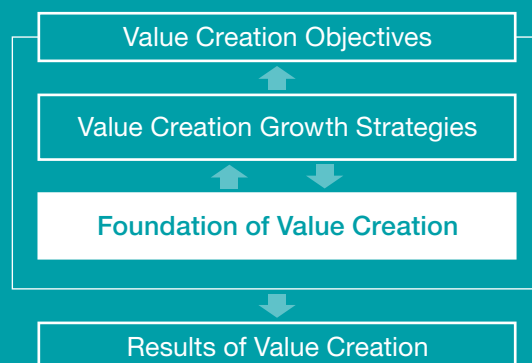 Value Creation Objectives
Value Creation Growth Strategies
Foundation of Value Creation
Results of Value Creation